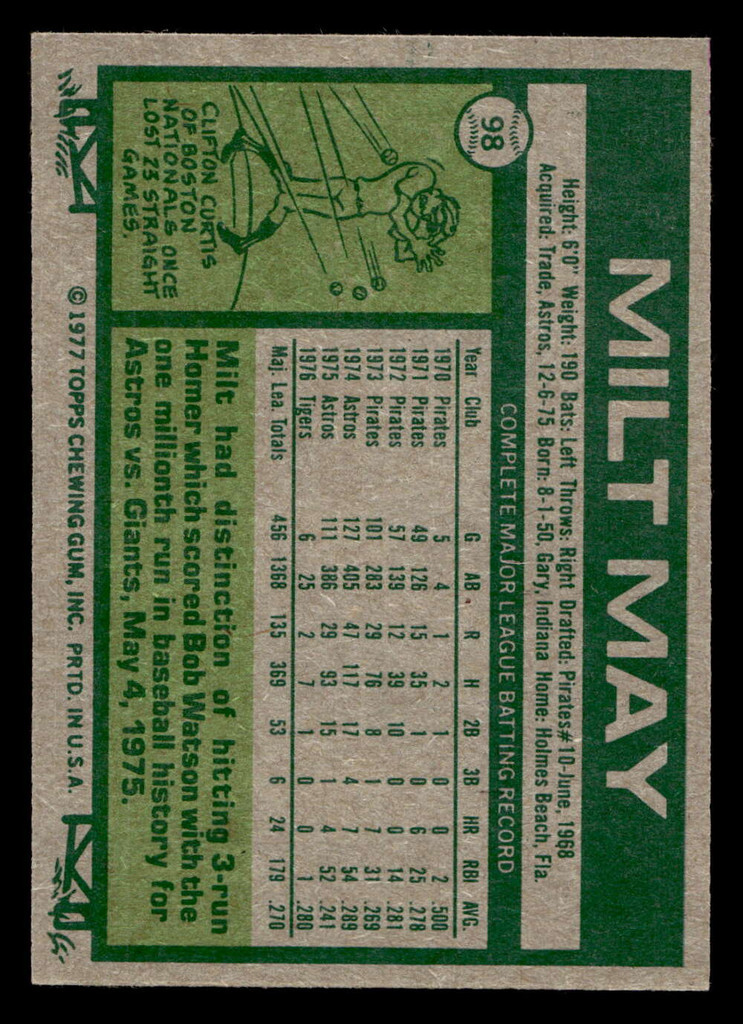 98
MILT MAY
Height: 6'0" Weight: 190 Bats: Left Throws: Right Drafted: Pirates #10-June, 1968
Acquired: Trade, Astros, 12-6-75 Born: 8-1-50, Gary, Indiana Home: Holmes Beach, Fla.
COMPLETE MAJOR LEAGUE BATTING RECORD
Year Club G AB R H 2B 3B HR RBI AVG.
1970 Pirates 5 4 1 2 1 0 0 2 .500
1971 Pirates 49 126 15 35 1 0 6 25 .278
1972 Pirates 57 139 12 39 10 0 0 14 .281
1973 Pirates 101 283 29 76 8 1 7 31 .269
1974 Astros 127 405 47 117 17 4 7 54 .289
1975 Astros 111 386 29 93 15 1 4 52 .241
1976 Tigers 6 25 2 7 1 0 0 1 .280
Maj. Lea. Totals 456 1368 135 369 53 6 24 179 .270
CLIFTON CURTIS
OF BOSTON
NATIONALS ONCE
LOST 23 STRAIGHT
GAMES.
Milt had distinction of hitting 3-run
Homer which scored Bob Watson with the
one millionth run in baseball history for
Astros vs. Giants, May 4, 1975.
© 1977 TOPPS CHEWING GUM, INC. PRTD. IN U.S.A.